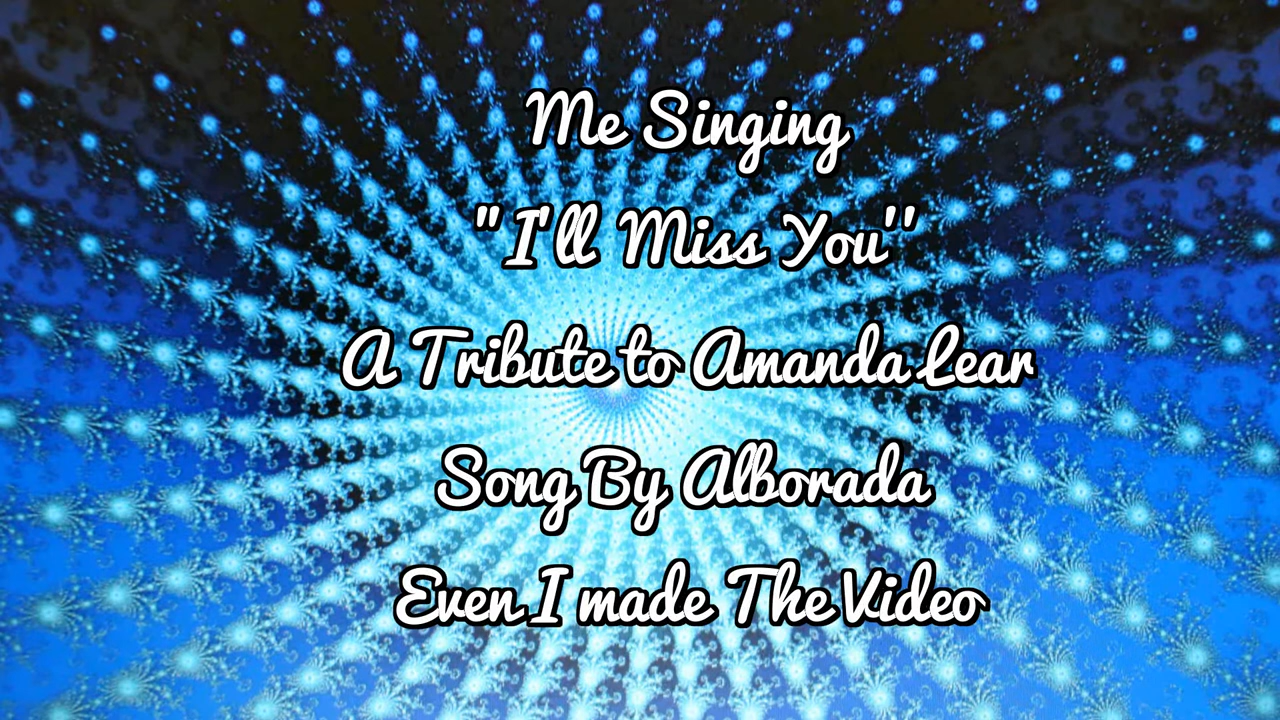 Me Singing
"I'll Miss You''
A Tribute to Amanda Lear
Song By Alborada
Even I made The Video